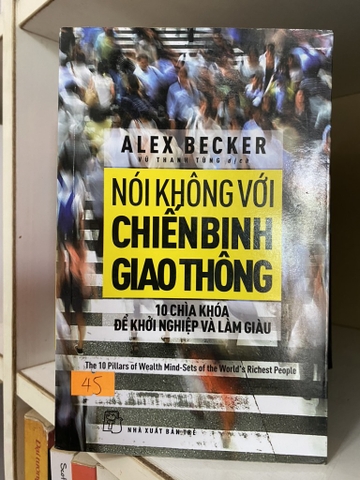 ALEX BECKER
VŨ THANH TÙNG dịch
NÓI KHÔNG VỚI
CHIẾN BINH
GIAO THÔNG
10 CHÌA KHÓA
ĐỂ KHỞI NGHIỆP VÀ LÀM GIÀU
The 10 Pillars of Wealth Mind-Sets of the World's Richest People
45
NHÀ XUẤT BẢN TRẺ